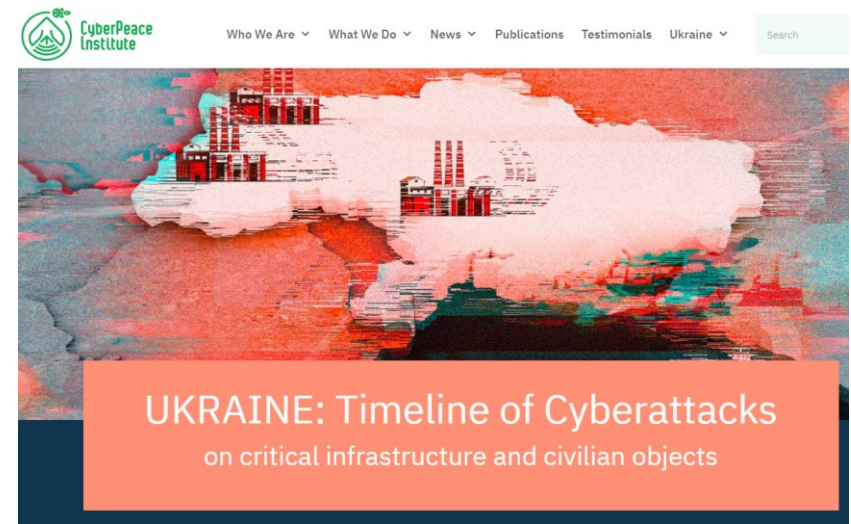 CyberPeace
Institute
Who We Are What We Do News Publications Testimonials Ukraine Search
UKRAINE: Timeline of Cyberattacks
on critical infrastructure and civilian objects